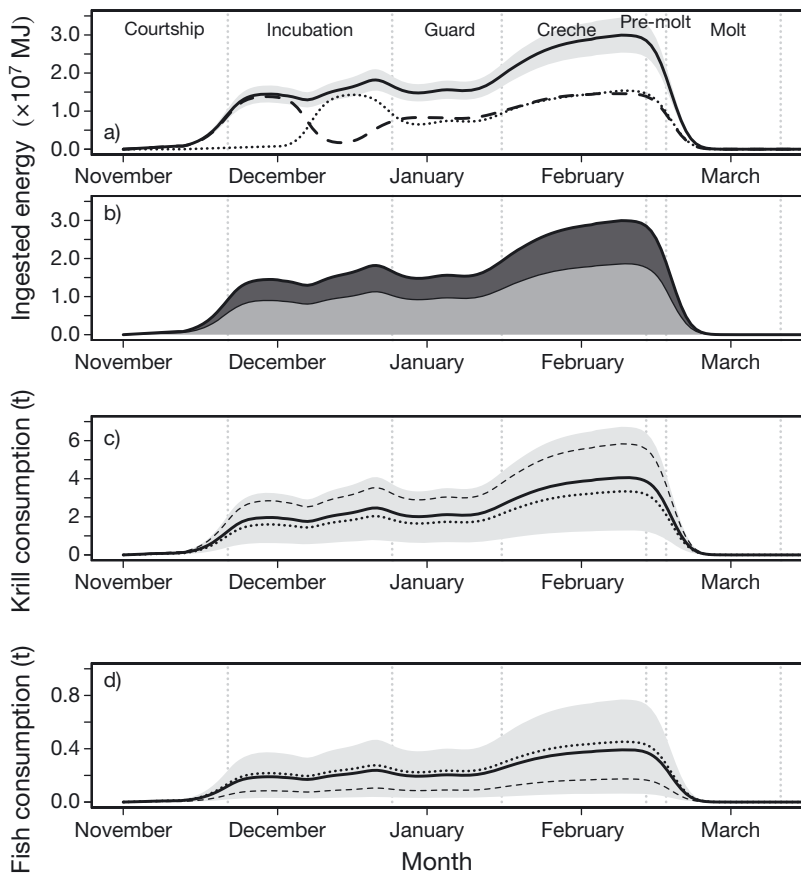 Courtship Incubation Guard Creche Pre-molt Molt
3.0
2.0
1.0
0.0
a)
November December January February March
Ingested energy (×10⁷ MJ)
b)
3.0
2.0
1.0
0.0
November December January February March
c)
6
4
2
0
Krill consumption (t)
November December January February March
d)
0.8
0.4
0.0
Fish consumption (t)
November December January February March
Month